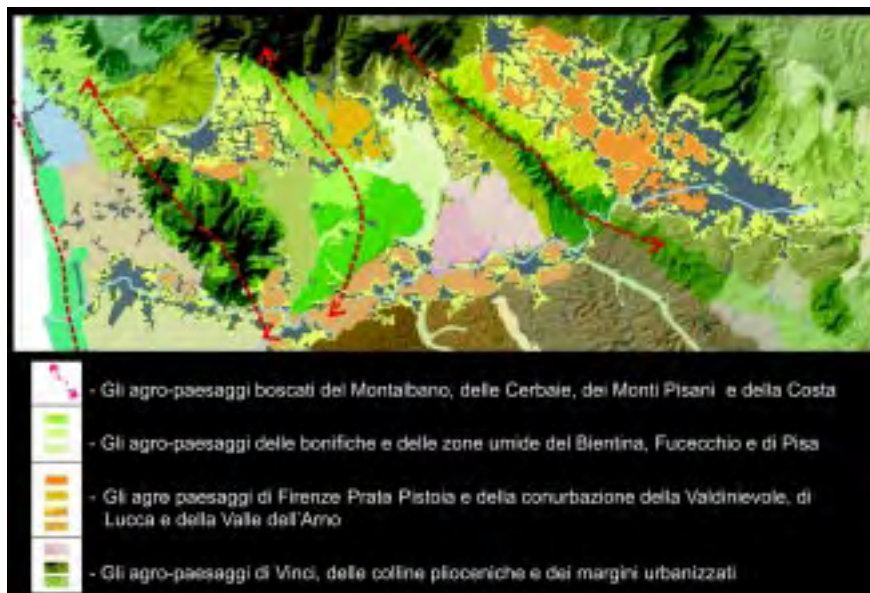 - Gli agro-paesaggi boscati del Montalbano, delle Cerbaie, dei Monti Pisani e della Costa
- Gli agro-paesaggi delle bonifiche e delle zone umide del Bientina, Fucecchio e di Pisa
- Gli agro paesaggi di Firenze Prata Pistoia e della conurbazione della Valdinievole, di
Lucca e della Valle dell'Arno
- Gli agro-paesaggi di Vinci, delle colline plioceniche e dei margini urbanizzati